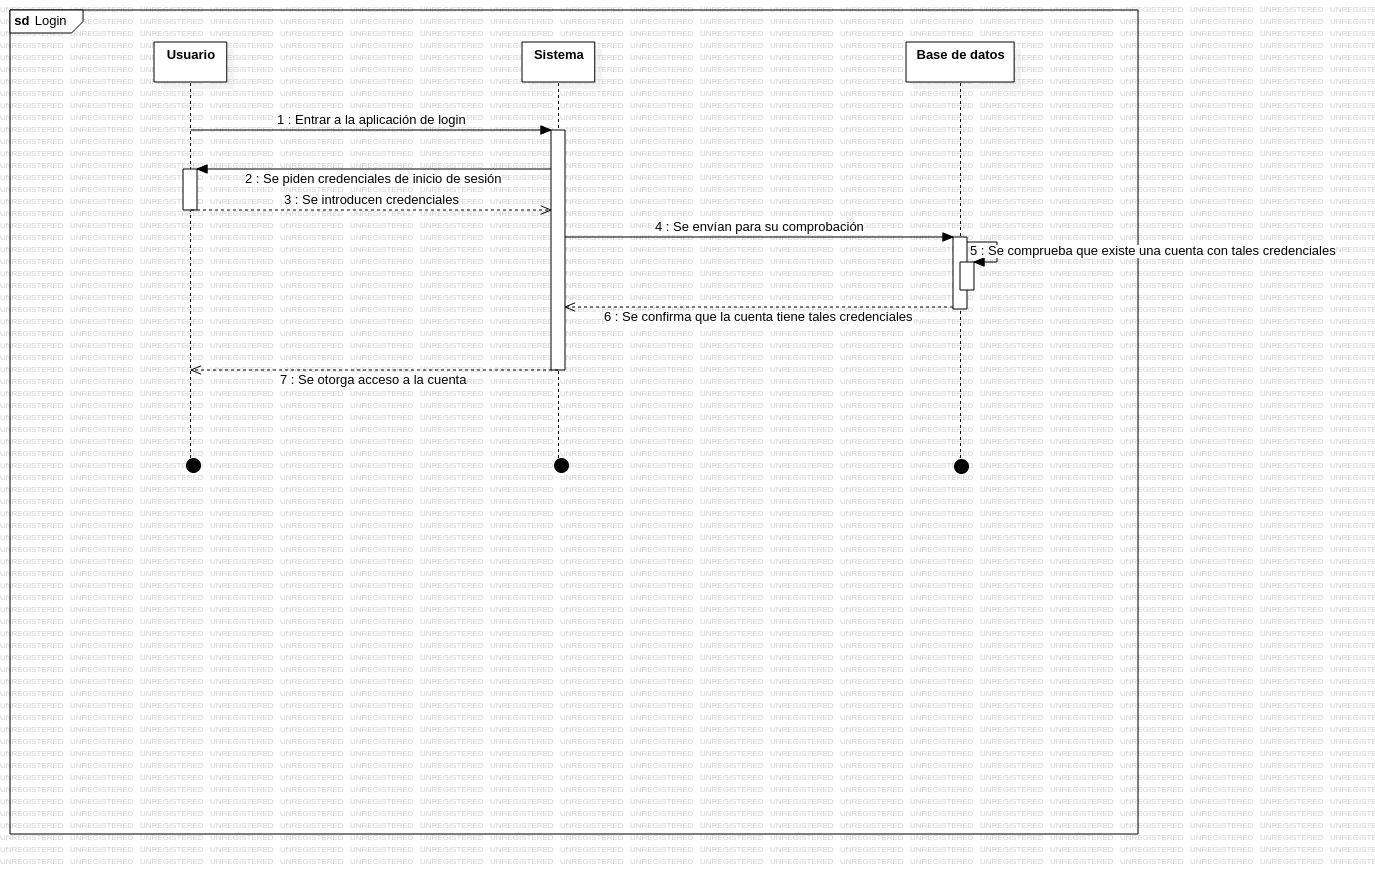 sd Login
Usuario
Sistema
Base de datos
1 : Entrar a la aplicación de login
2 : Se piden credenciales de inicio de sesión
3 : Se introducen credenciales
4 : Se envían para su comprobación
5 : Se comprueba que existe una cuenta con tales credenciales
6 : Se confirma que la cuenta tiene tales credenciales
7 : Se otorga acceso a la cuenta
UNREGISTERED